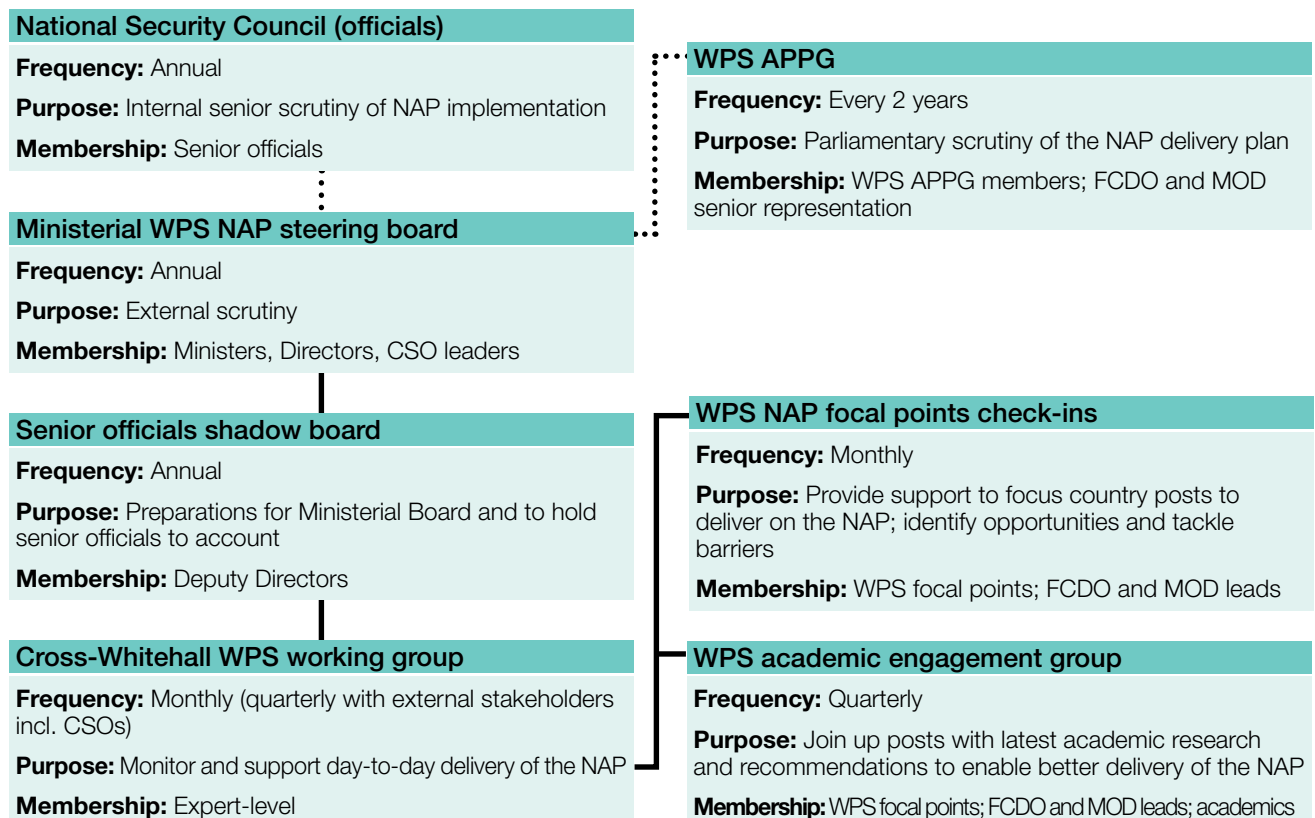 National Security Council (officials)
Frequency: Annual
Purpose: Internal senior scrutiny of NAP implementation
Membership: Senior officials
WPS APPG
Frequency: Every 2 years
Purpose: Parliamentary scrutiny of the NAP delivery plan
Membership: WPS APPG members; FCDO and MOD
senior representation
Ministerial WPS NAP steering board
Frequency: Annual
Purpose: External scrutiny
Membership: Ministers, Directors, CSO leaders
Senior officials shadow board
Frequency: Annual
Purpose: Preparations for Ministerial Board and to hold
senior officials to account
Membership: Deputy Directors
WPS NAP focal points check-ins
Frequency: Monthly
Purpose: Provide support to focus country posts to
deliver on the NAP; identify opportunities and tackle
barriers
Membership: WPS focal points; FCDO and MOD leads
Cross-Whitehall WPS working group
Frequency: Monthly (quarterly with external stakeholders
incl. CSOs)
Purpose: Monitor and support day-to-day delivery of the NAP
Membership: Expert-level
WPS academic engagement group
Frequency: Quarterly
Purpose: Join up posts with latest academic research
and recommendations to enable better delivery of the NAP
Membership: WPS focal points; FCDO and MOD leads; academics